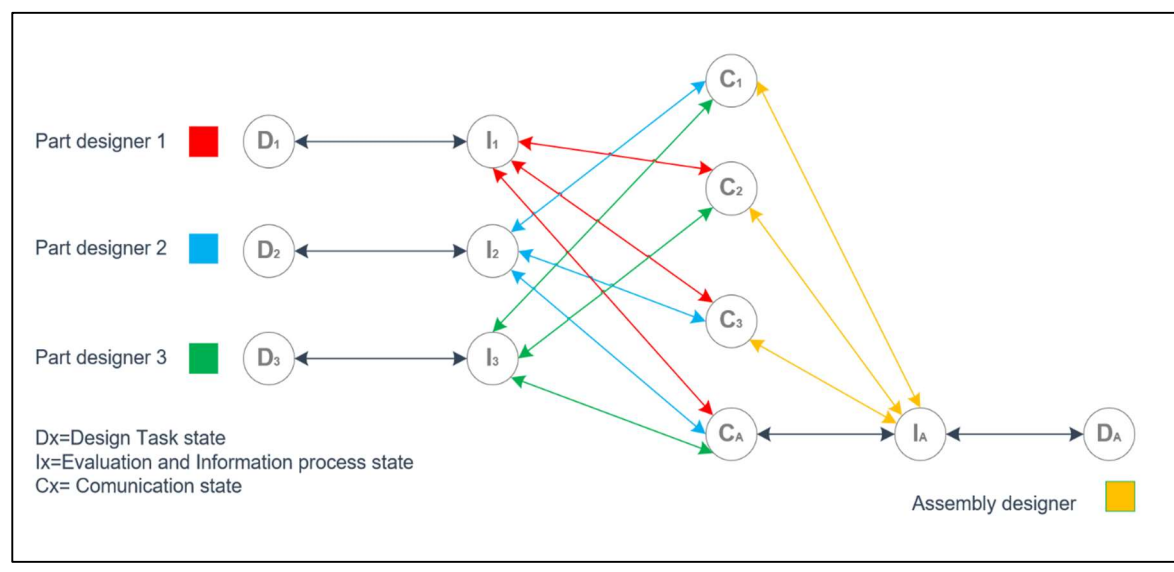 C1
Part designer 1 D1 I1
C2
Part designer 2 D2 I2
C3
Part designer 3 D3 I3
CA IA DA
Dx=Design Task state
Ix=Evaluation and Information process state
Cx= Comunication state
Assembly designer